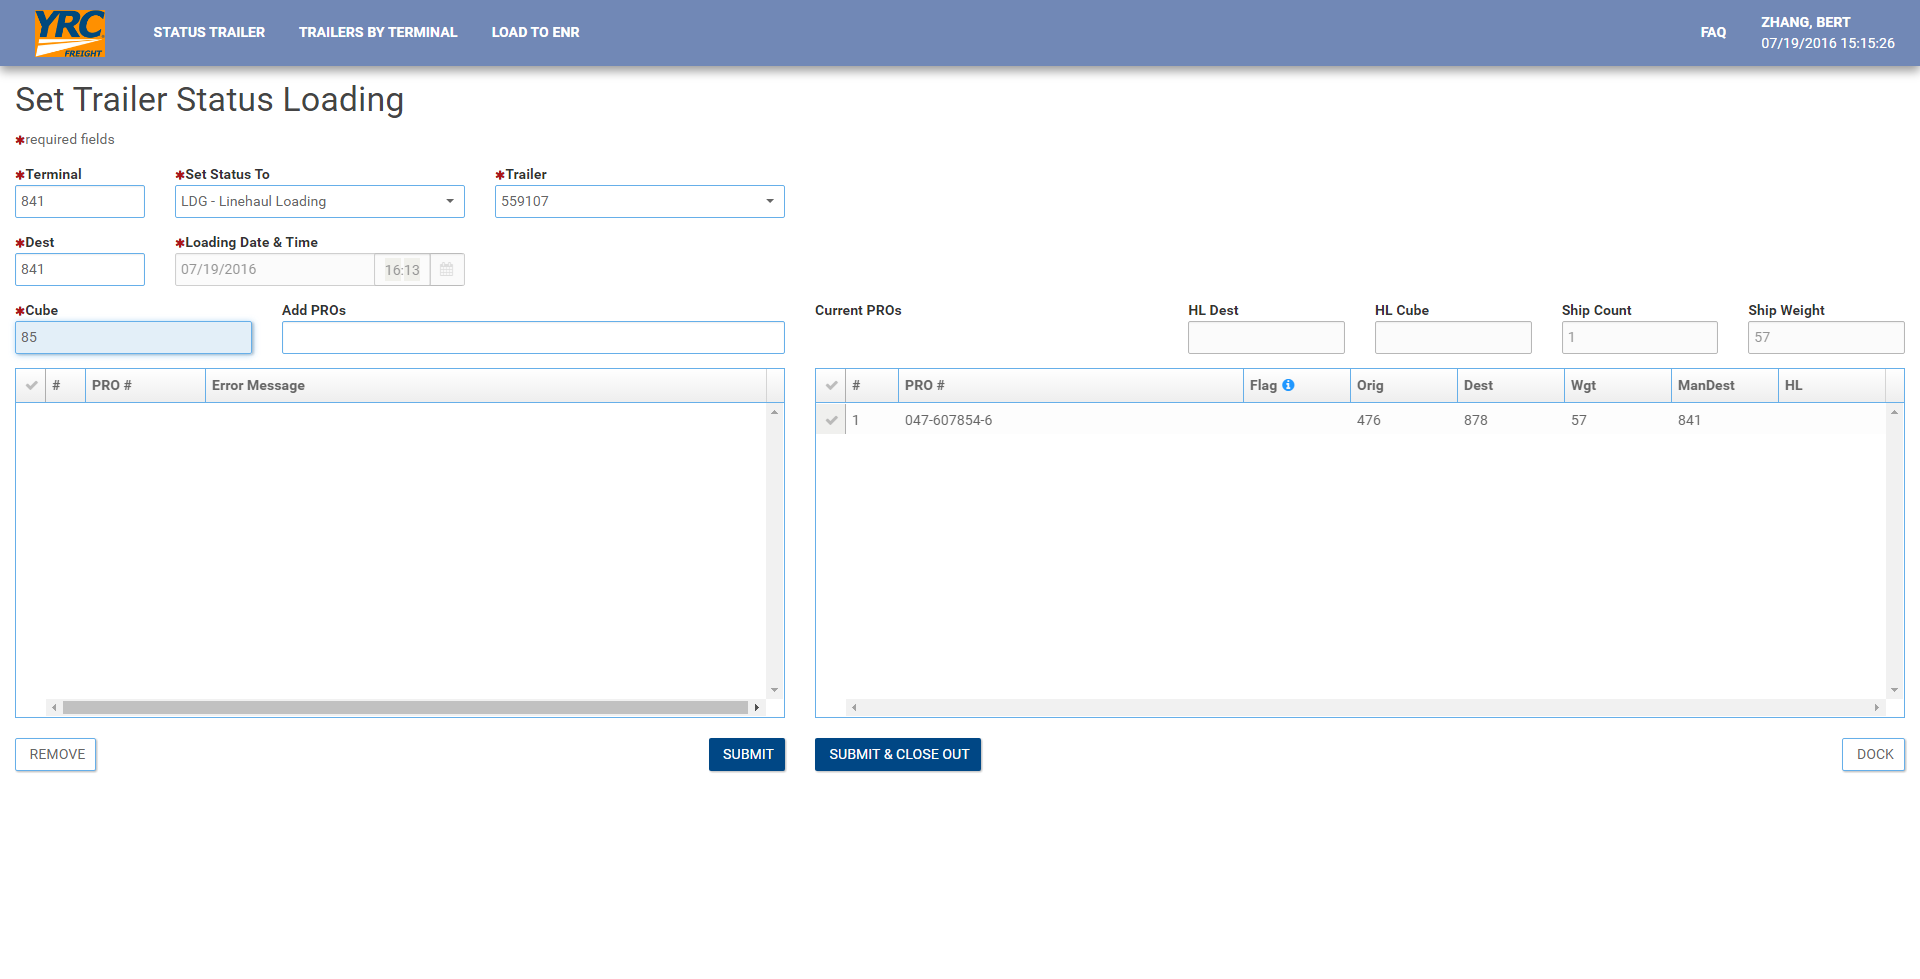 YRC
FREIGHT
STATUS TRAILER
TRAILERS BY TERMINAL
LOAD TO ENR
FAQ
ZHANG, BERT
07/19/2016 15:15:26
Set Trailer Status Loading
✱required fields
✱Terminal ✱Set Status To ✱Trailer
841 LDG - Linehaul Loading 559107
✱Dest ✱Loading Date & Time
841 07/19/2016 16:13
✱Cube Add PROs Current PROs HL Dest HL Cube Ship Count Ship Weight
85 1 57
# PRO # Error Message
# PRO # Flag Orig Dest Wgt ManDest HL
1 047-607854-6 476 878 57 841
REMOVE SUBMIT SUBMIT & CLOSE OUT DOCK